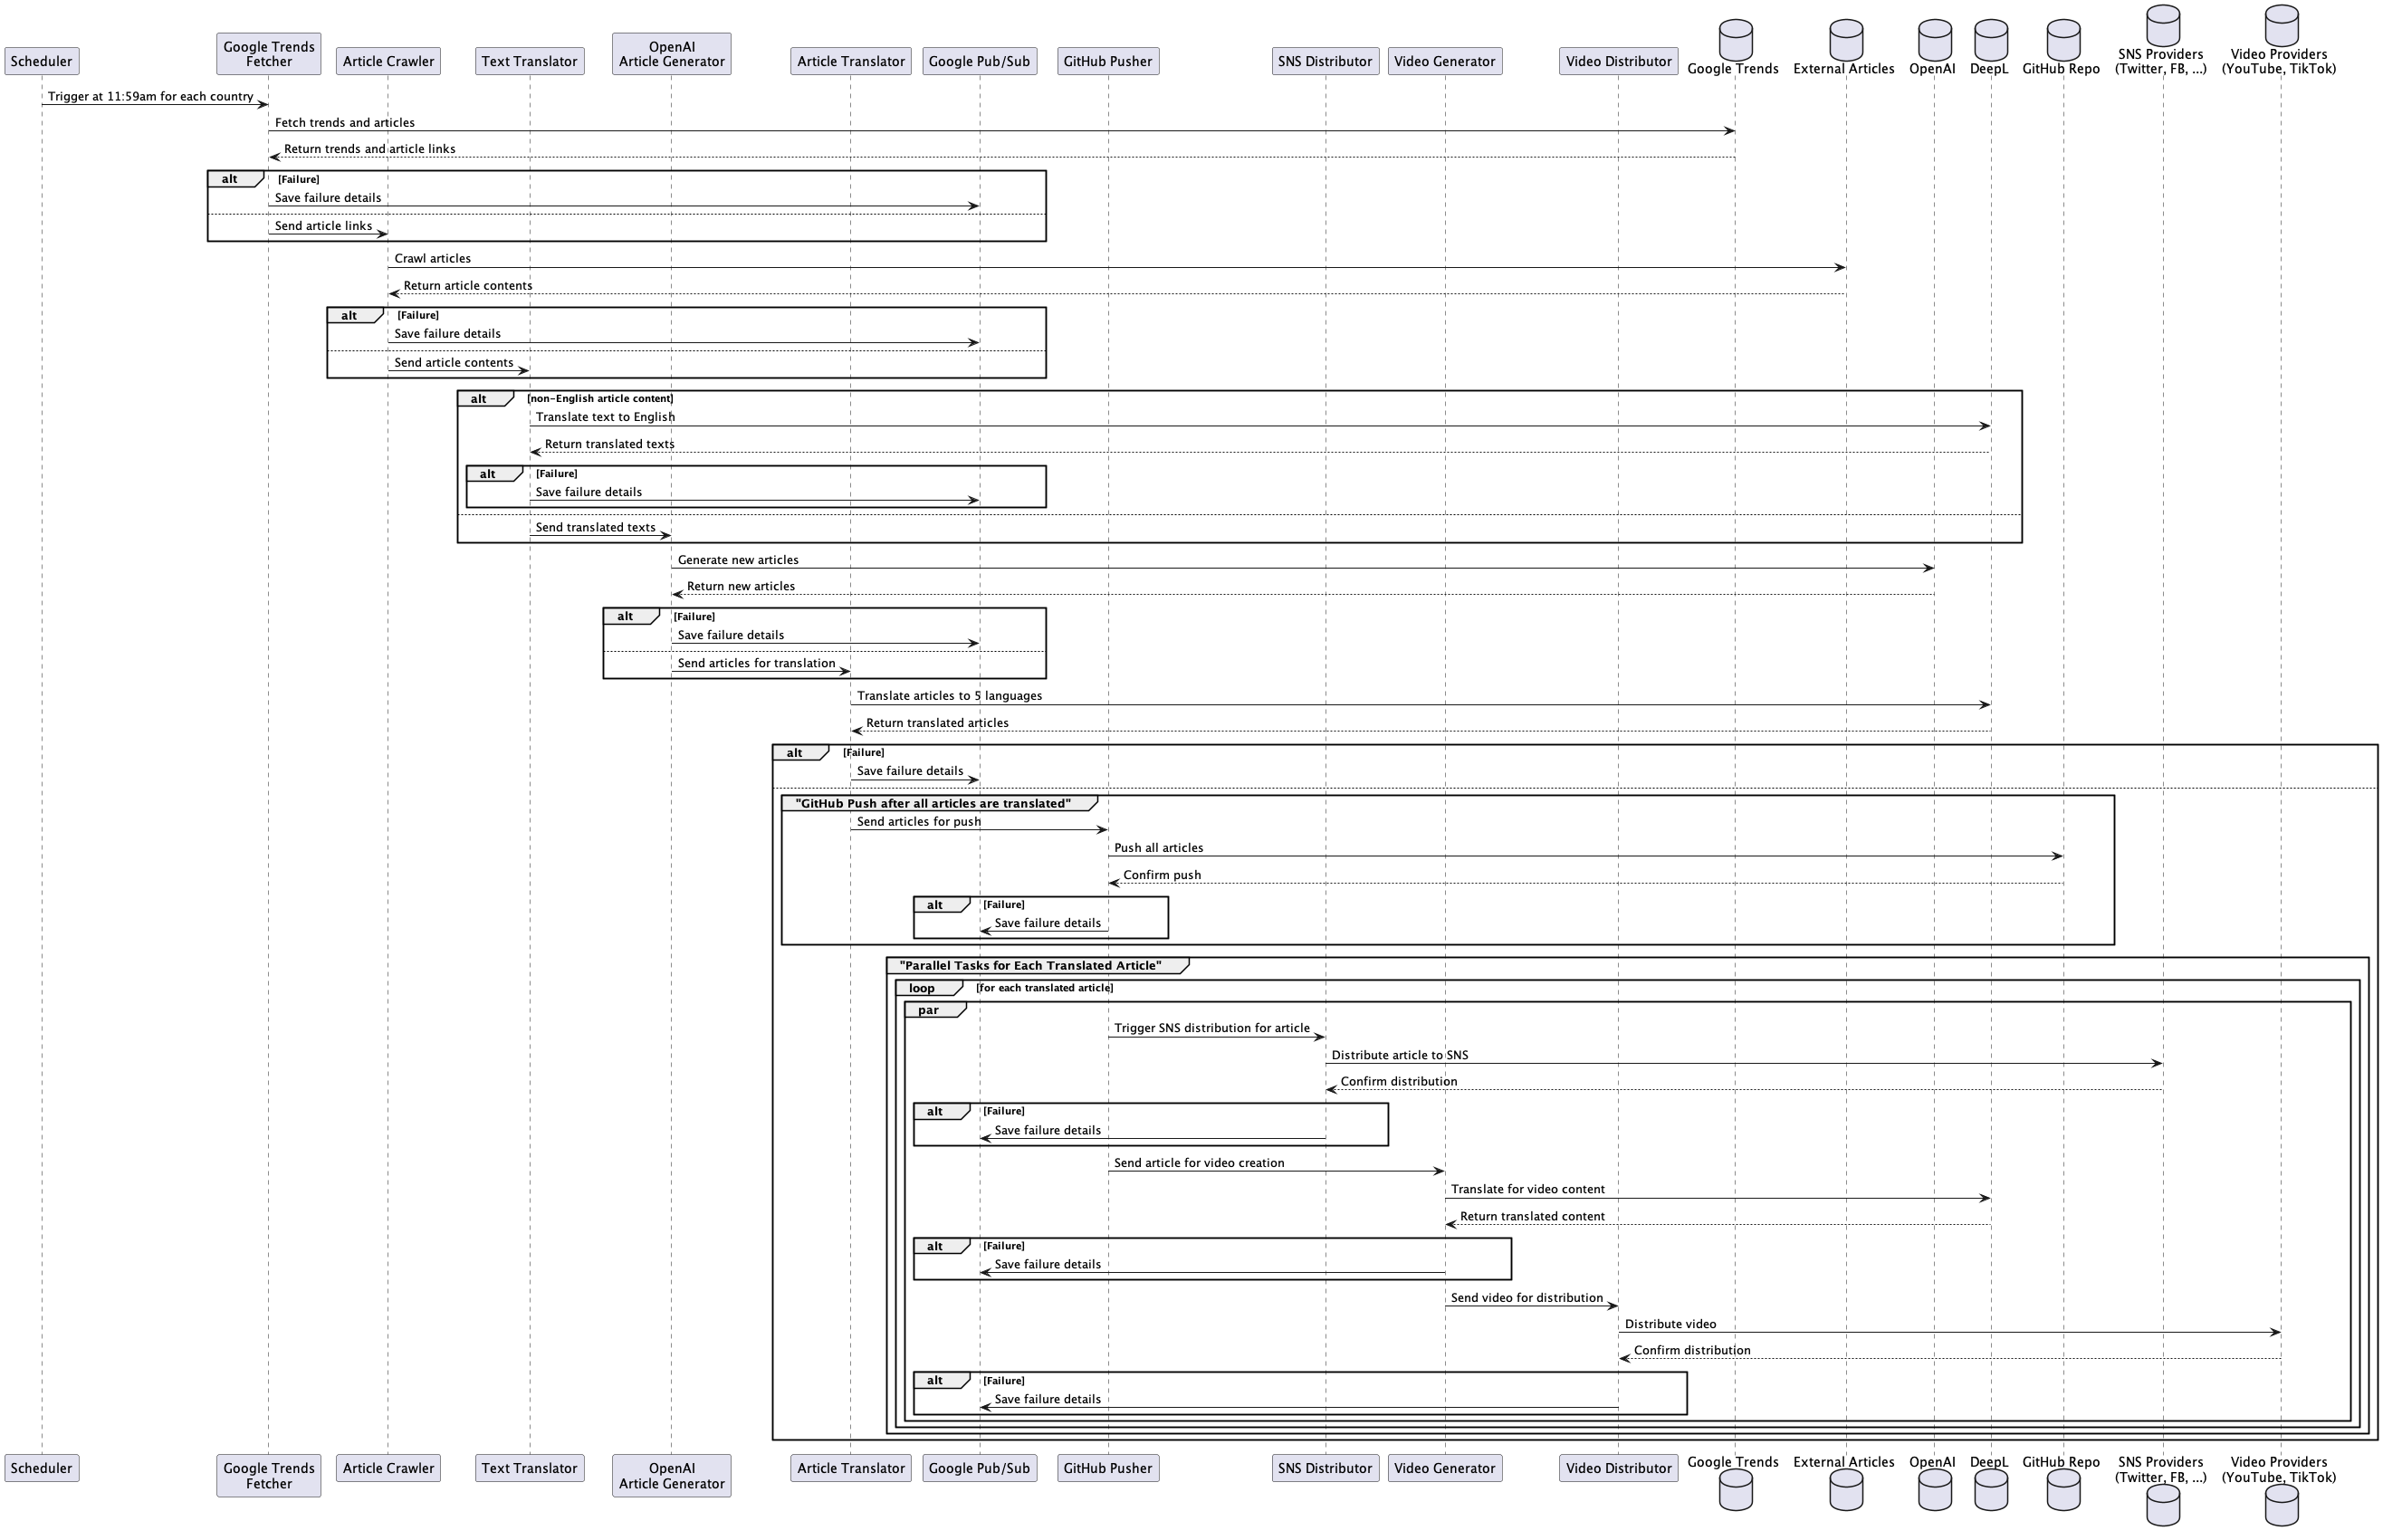 Scheduler
Google Trends
Fetcher
Article Crawler
Text Translator
OpenAI
Article Generator
Article Translator
Google Pub/Sub
GitHub Pusher
SNS Distributor
Video Generator
Video Distributor
Google Trends
External Articles
OpenAI
DeepL
GitHub Repo
SNS Providers
(Twitter, FB, ...)
Video Providers
(YouTube, TikTok)
Trigger at 11:59am for each country
Fetch trends and articles
Return trends and article links
alt [Failure]
Save failure details
Send article links
Crawl articles
Return article contents
alt [Failure]
Save failure details
Send article contents
alt [non-English article content]
Translate text to English
Return translated texts
alt [Failure]
Save failure details
Send translated texts
Generate new articles
Return new articles
alt [Failure]
Save failure details
Send articles for translation
Translate articles to 5 languages
Return translated articles
alt [Failure]
Save failure details
"GitHub Push after all articles are translated"
Send articles for push
Push all articles
Confirm push
alt [Failure]
Save failure details
"Parallel Tasks for Each Translated Article"
loop [for each translated article]
par
Trigger SNS distribution for article
Distribute article to SNS
Confirm distribution
alt [Failure]
Save failure details
Send article for video creation
Translate for video content
Return translated content
alt [Failure]
Save failure details
Send video for distribution
Distribute video
Confirm distribution
alt [Failure]
Save failure details
Scheduler
Google Trends
Fetcher
Article Crawler
Text Translator
OpenAI
Article Generator
Article Translator
Google Pub/Sub
GitHub Pusher
SNS Distributor
Video Generator
Video Distributor
Google Trends
External Articles
OpenAI
DeepL
GitHub Repo
SNS Providers
(Twitter, FB, ...)
Video Providers
(YouTube, TikTok)